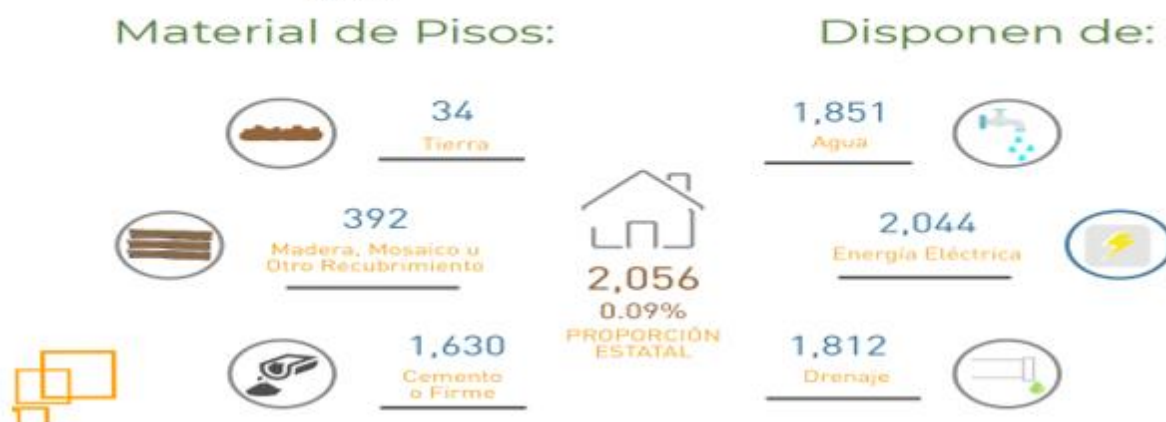 Material de Pisos:
Disponen de:
34
Tierra
392
Madera, Mosaico u
Otro Recubrimiento
1,630
Cemento
o Firme
2,056
0.09%
PROPORCIÓN
ESTATAL
1,851
Agua
2,044
Energía Eléctrica
1,812
Drenaje